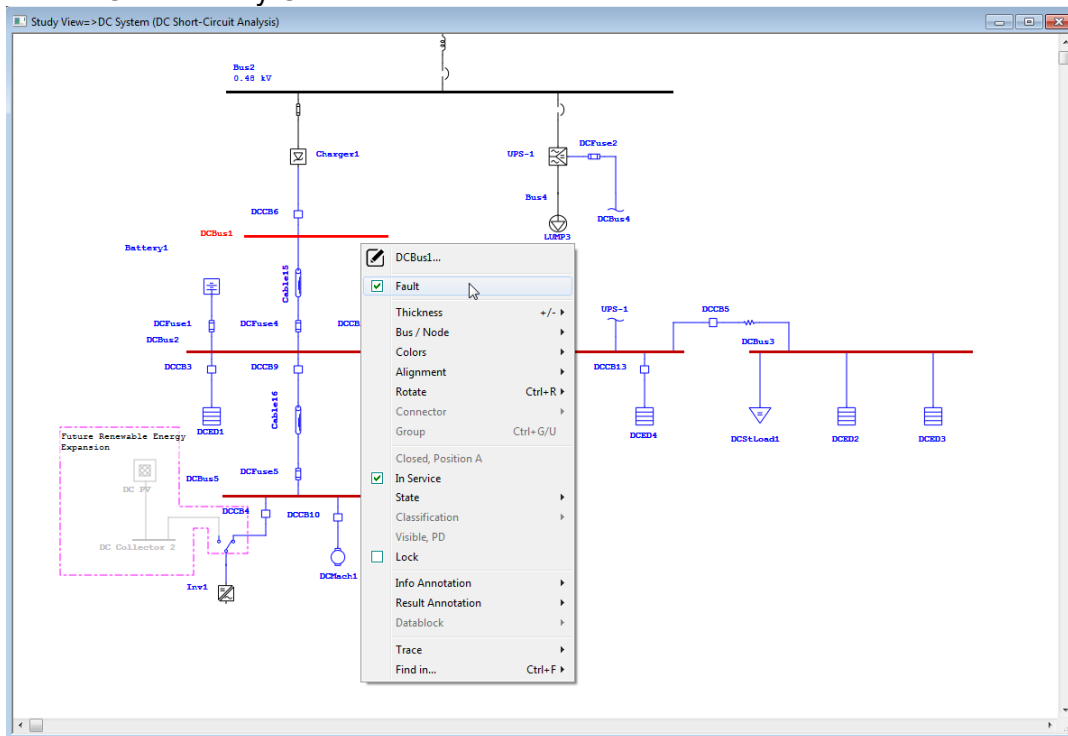 Study View=>DC System (DC Short-Circuit Analysis)
Bus2
0.48 kV
Charger1
UPS-1
DCFuse2
Bus4
DCBus4
LUMP3
DCCB6
DCBus1
Battery1
Cable15
DCFuse1
DCFuse4
DCCB
DCBus2
DCCB3
DCCB9
DCED1
Cable16
Future Renewable Energy
Expansion
DC PV
DCBus5
DCFuse5
DCCB4
DCCB10
DC Collector 2
Inv1
DCMach1
DCBus1...
Fault
Thickness +/-
Bus / Node
Colors
Alignment
Rotate Ctrl+R
Connector
Group Ctrl+G/U
Closed, Position A
In Service
State
Classification
Visible, PD
Lock
Info Annotation
Result Annotation
Datablock
Trace
Find in... Ctrl+F
UPS-1
DCCB5
DCBus3
DCCB13
DCED4
DCStLoad1
DCED2
DCED3